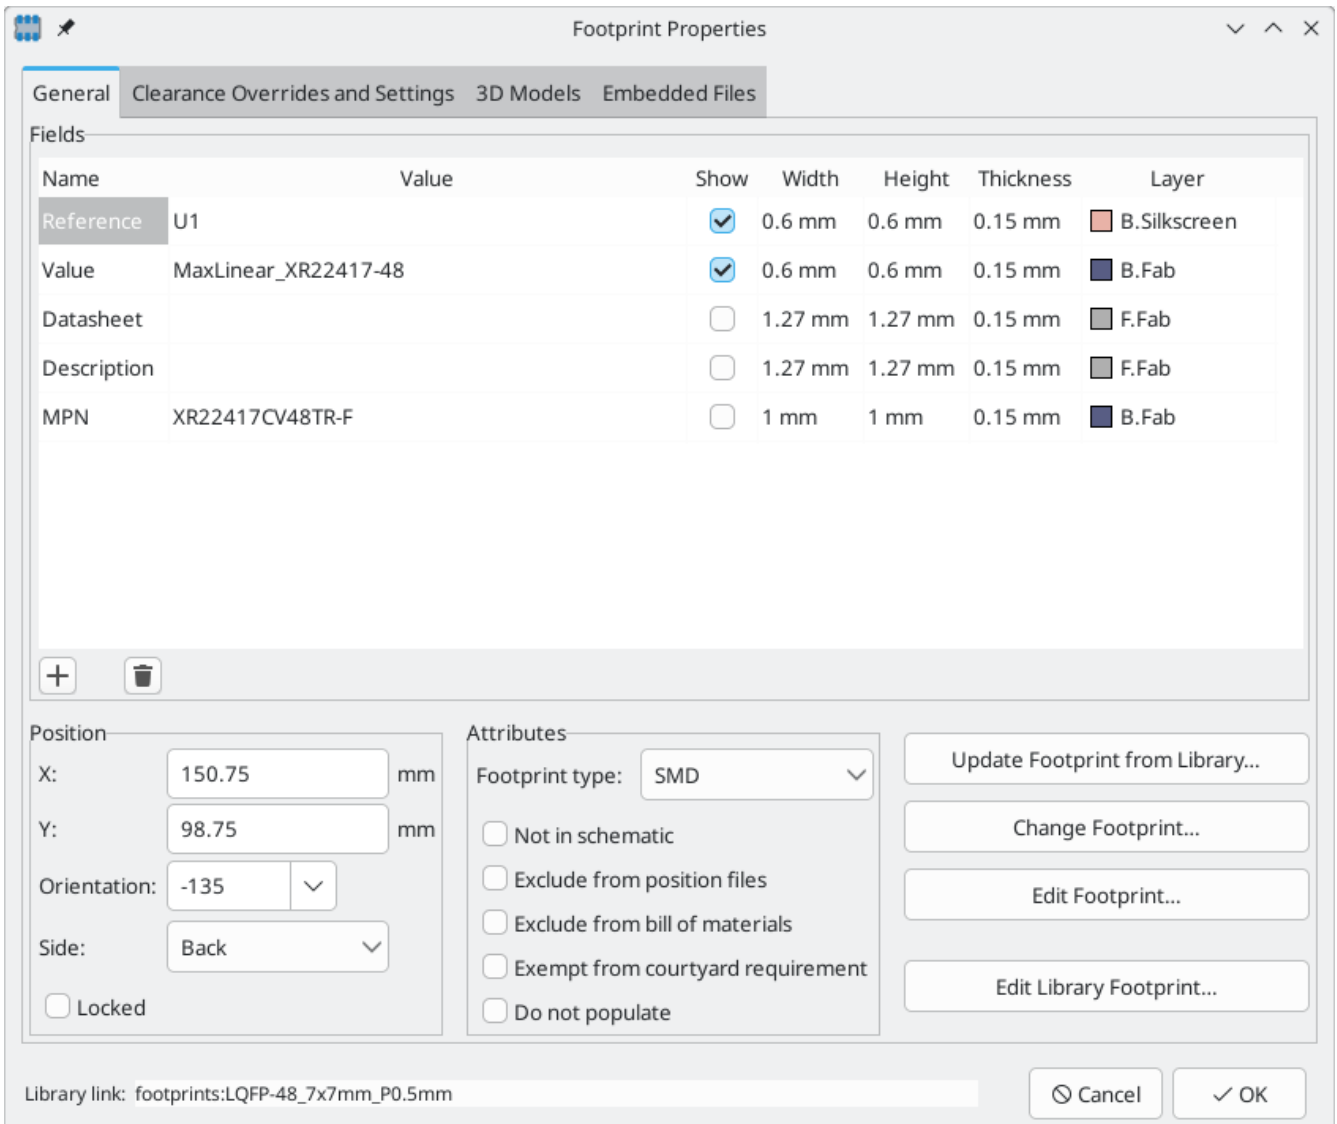 Footprint Properties
General Clearance Overrides and Settings 3D Models Embedded Files
Fields
Name Value Show Width Height Thickness Layer
Reference U1 0.6 mm 0.6 mm 0.15 mm B.Silkscreen
Value MaxLinear_XR22417-48 0.6 mm 0.6 mm 0.15 mm B.Fab
Datasheet 1.27 mm 1.27 mm 0.15 mm F.Fab
Description 1.27 mm 1.27 mm 0.15 mm F.Fab
MPN XR22417CV48TR-F 1 mm 1 mm 0.15 mm B.Fab
Position
X: 150.75 mm
Y: 98.75 mm
Orientation: -135
Side: Back
Locked
Attributes
Footprint type: SMD
Not in schematic
Exclude from position files
Exclude from bill of materials
Exempt from courtyard requirement
Do not populate
Update Footprint from Library...
Change Footprint...
Edit Footprint...
Edit Library Footprint...
Library link: footprints:LQFP-48_7x7mm_P0.5mm
Cancel OK